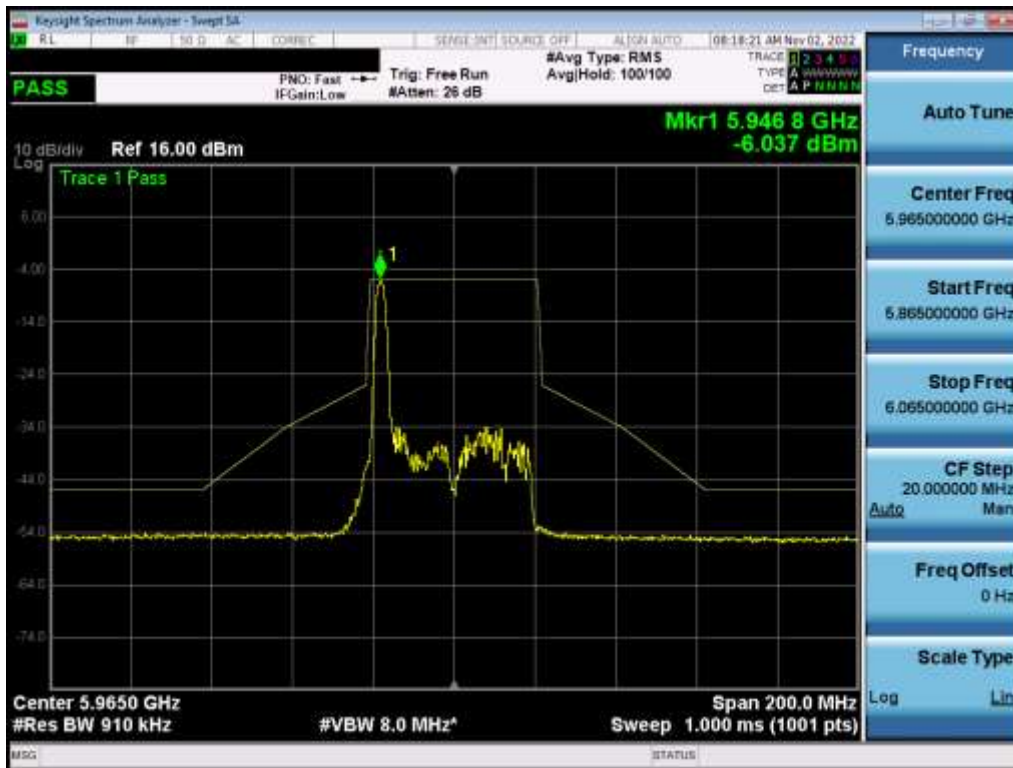 Keysight Spectrum Analyzer - Swept SA
RL RF 50 Ω AC CORREC SENSE:INT SOURCE OFF ALIGN AUTO 08:18:21 AM Nov 02, 2022
PASS
PNO: Fast
IFGain:Low
Trig: Free Run
#Atten: 26 dB
#Avg Type: RMS
Avg|Hold: 100/100
TRACE 1 2 3 4 5 6
TYPE A WWWWW
DET A P N N N N
Mkr1 5.946 8 GHz
-6.037 dBm
10 dB/div Ref 16.00 dBm
Log
Trace 1 Pass
1
6.00
-4.00
-14.0
-24.0
-34.0
-44.0
-54.0
-64.0
-74.0
Center 5.9650 GHz
Span 200.0 MHz
#Res BW 910 kHz
#VBW 8.0 MHz*
Sweep 1.000 ms (1001 pts)
MSG
STATUS
Frequency
Auto Tune
Center Freq
5.965000000 GHz
Start Freq
5.865000000 GHz
Stop Freq
6.065000000 GHz
CF Step
20.000000 MHz
Auto Man
Freq Offset
0 Hz
Scale Type
Log Lin